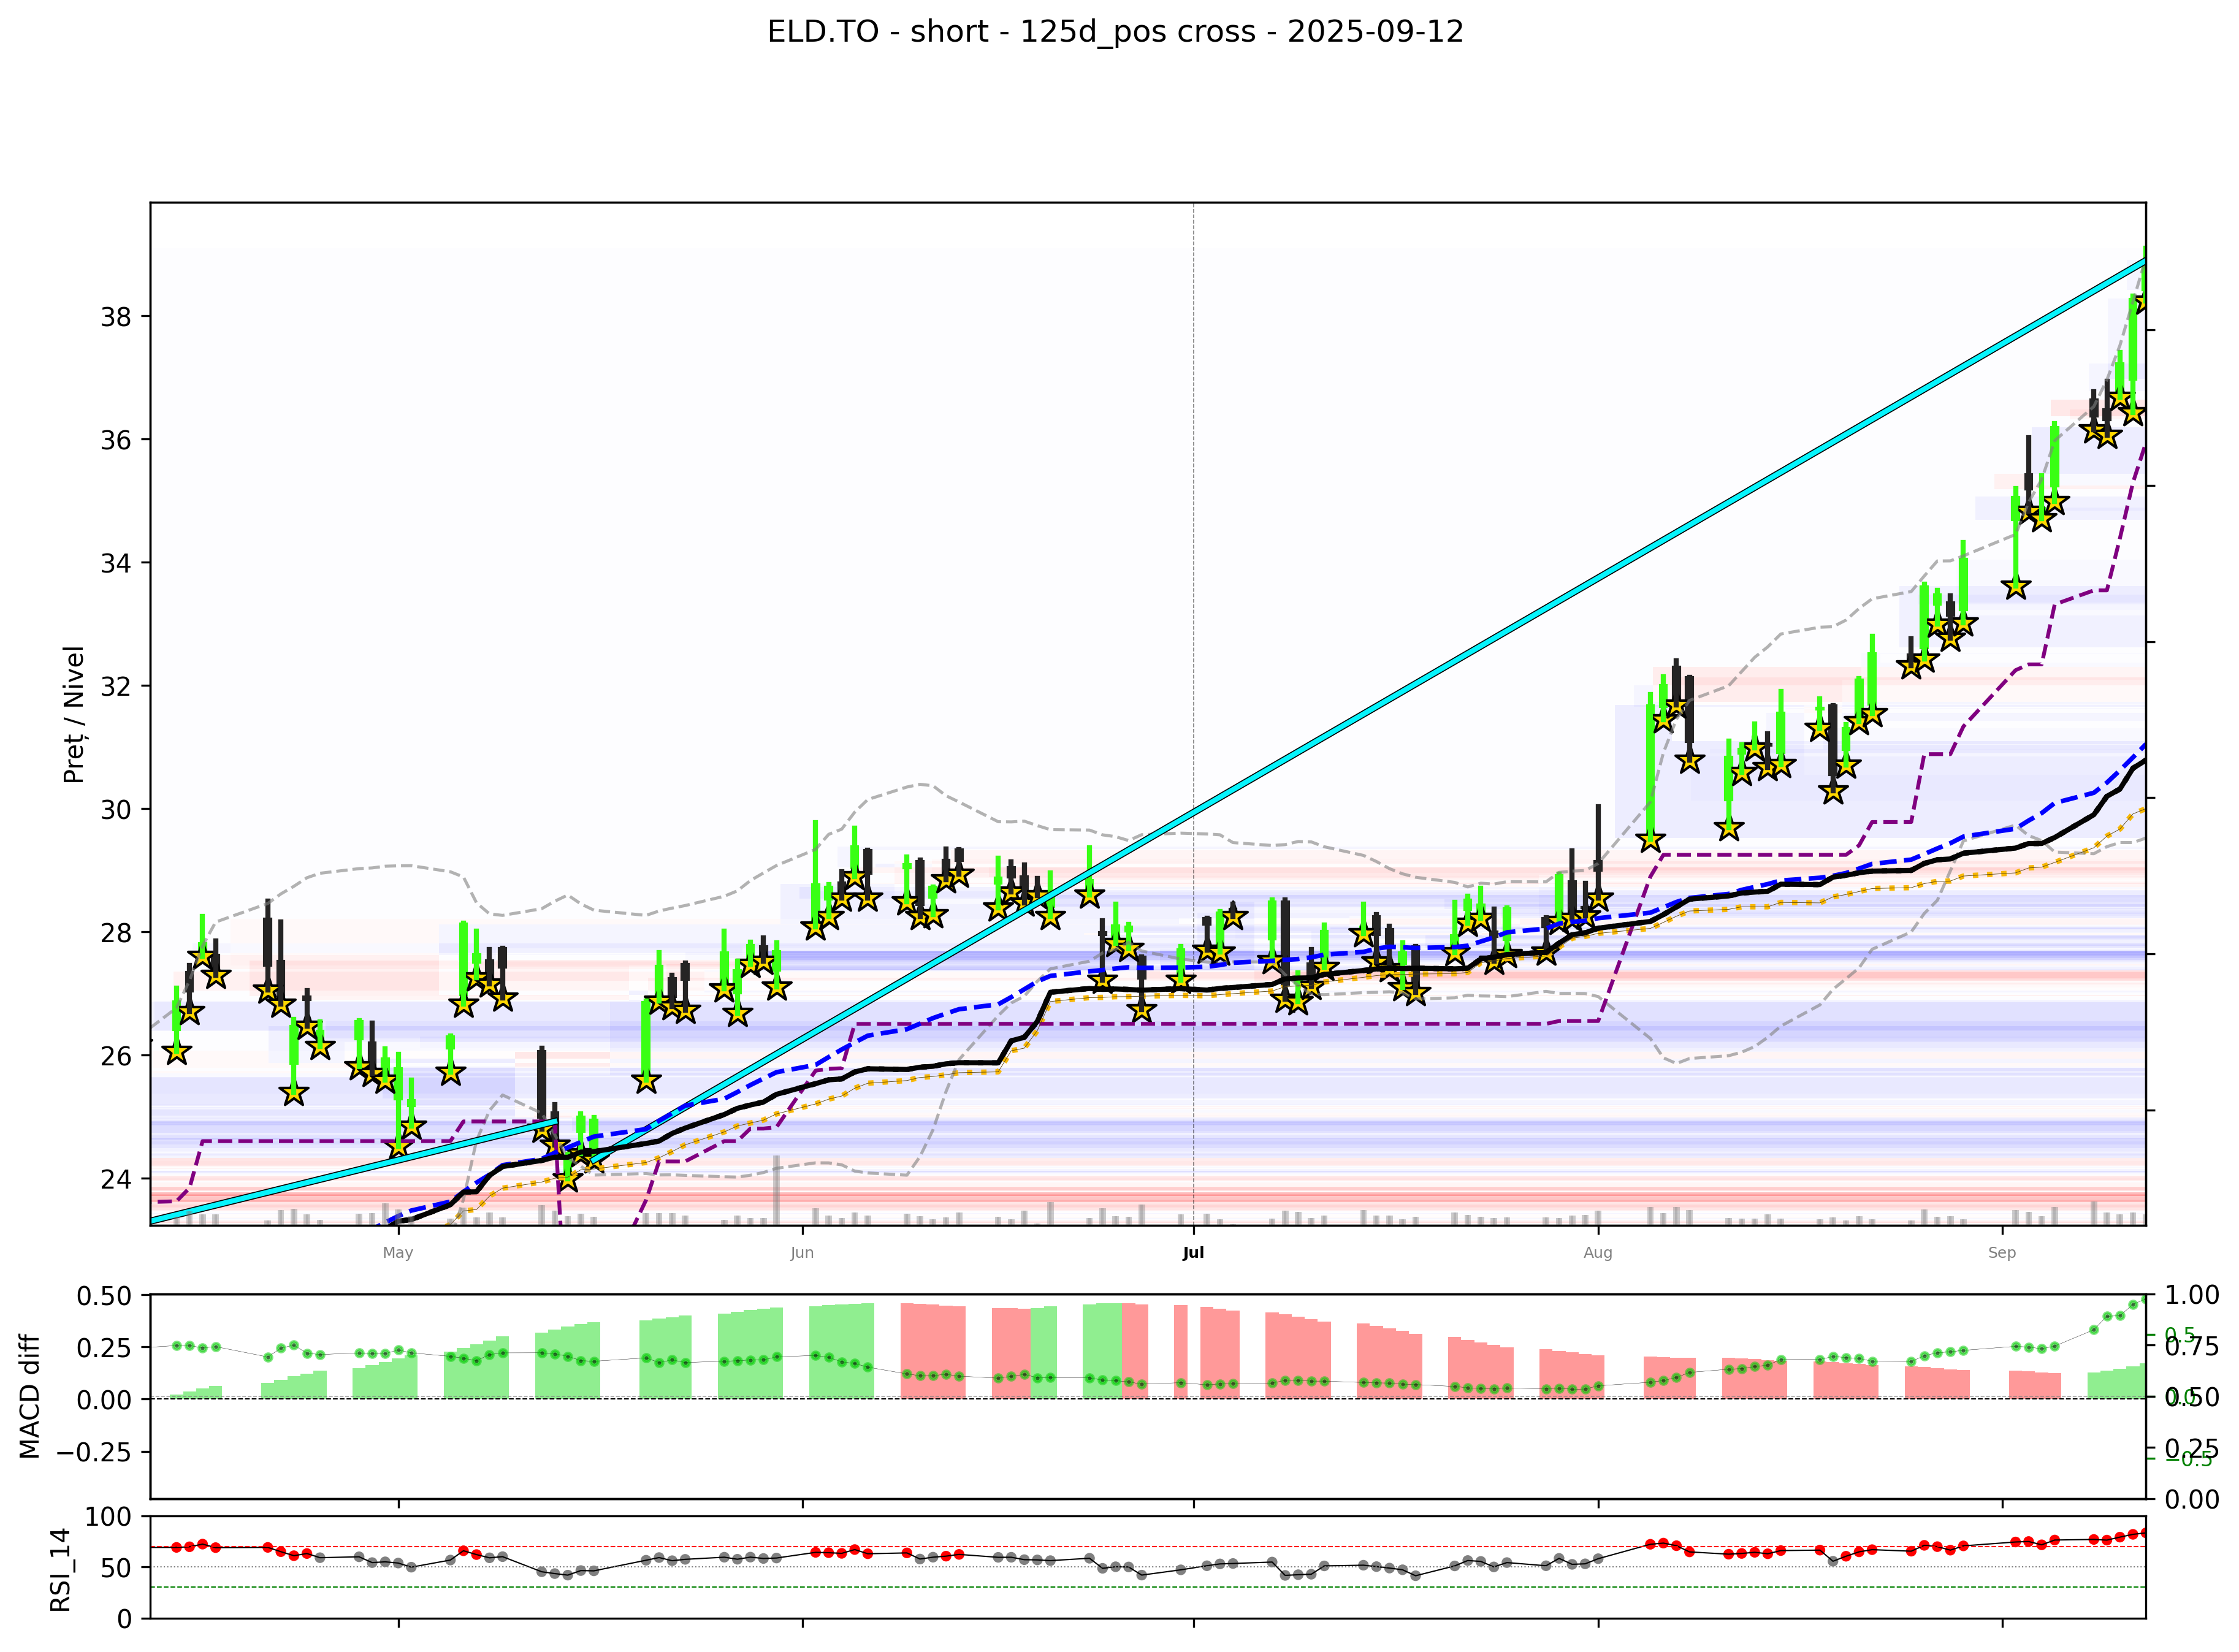 ELD.TO - short - 125d_pos cross - 2025-09-12
Preț / Nivel
38
36
34
32
30
28
26
24
May
Jun
Jul
Aug
Sep
MACD diff
0.50
0.25
0.00
−0.25
1.00
0.75
0.50
0.25
0.00
0.5
0.0
−0.5
RSI_14
100
50
0